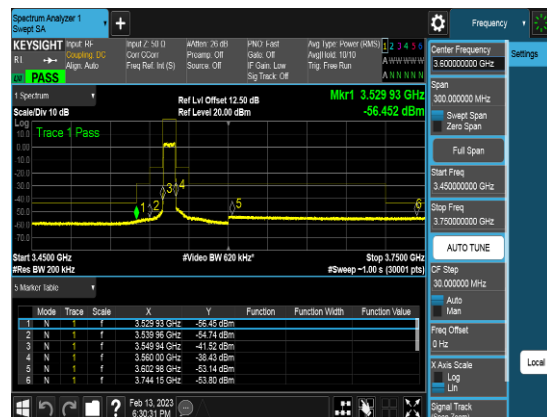 Spectrum Analyzer 1
Swept SA
+
Frequency
KEYSIGHT
Input: RF
Coupling: DC
Align: Auto
Input Z: 50 Ω
Corr CCorr
Freq Ref: Int (S)
#Atten: 26 dB
Preamp: Off
Source: Off
PNO: Fast
Gate: Off
IF Gain: Low
Sig Track: Off
Avg Type: Power (RMS)
Avg|Hold: 10/10
Trig: Free Run
1 2 3 4 5 6
A W W W W W
A N N N N N
PASS
1 Spectrum
Scale/Div 10 dB
Log
Ref Lvl Offset 12.50 dB
Ref Level 20.00 dBm
Mkr1 3.529 93 GHz
-56.452 dBm
Trace 1 Pass
10.0
0.00
-10.0
-20.0
-30.0
-40.0
-50.0
-60.0
-70.0
1
2
3
4
5
6
Start 3.4500 GHz
#Res BW 200 kHz
#Video BW 620 kHz*
Stop 3.7500 GHz
#Sweep ~1.00 s (30001 pts)
5 Marker Table
Mode Trace Scale X Y Function Function Width Function Value
1 N 1 f 3.529 93 GHz -56.45 dBm
2 N 1 f 3.539 96 GHz -54.74 dBm
3 N 1 f 3.549 94 GHz -41.52 dBm
4 N 1 f 3.560 00 GHz -38.43 dBm
5 N 1 f 3.602 98 GHz -53.14 dBm
6 N 1 f 3.744 15 GHz -53.80 dBm
Feb 13, 2023
6:30:31 PM
Center Frequency
3.600000000 GHz
Span
300.000000 MHz
Swept Span
Zero Span
Full Span
Start Freq
3.450000000 GHz
Stop Freq
3.750000000 GHz
AUTO TUNE
CF Step
30.000000 MHz
Auto
Man
Freq Offset
0 Hz
X Axis Scale
Log
Lin
Signal Track
Settings
Local